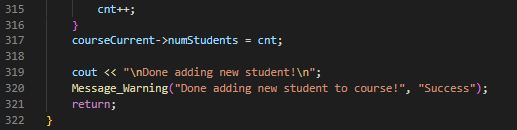 315 cnt++;
316 }
317 courseCurrent->numStudents = cnt;
318
319 cout << "\nDone adding new student!\n";
320 Message_Warning("Done adding new student to course!", "Success");
321 return;
322 }